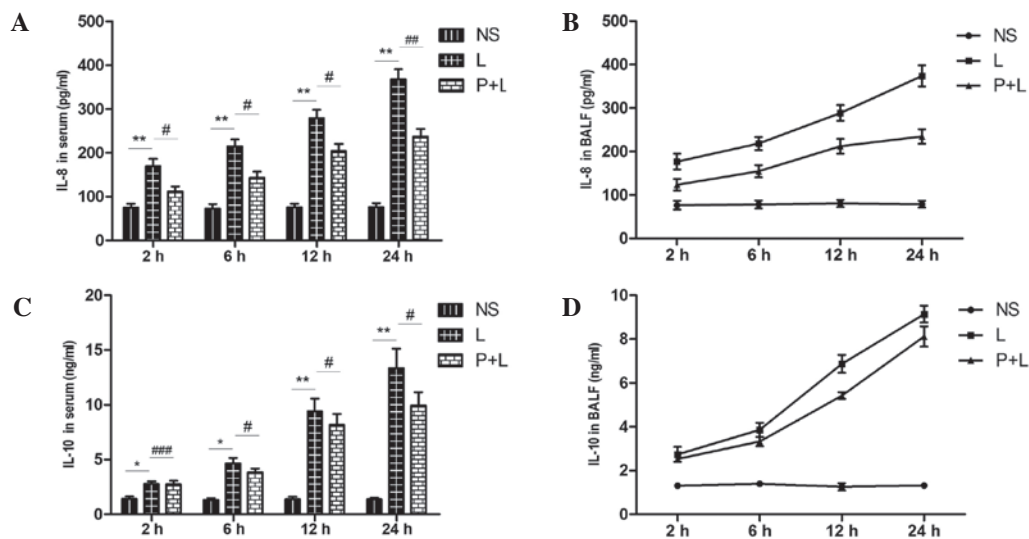 A
IL-8 in serum (pg/ml)
500
400
300
200
100
0
** #
** #
** #
** ##
2 h 6 h 12 h 24 h
NS
L
P+L
B
IL-8 in BALF (pg/ml)
500
400
300
200
100
0
2 h 6 h 12 h 24 h
NS
L
P+L
C
IL-10 in serum (ng/ml)
20
15
10
5
0
* ###
* #
** #
** #
2 h 6 h 12 h 24 h
NS
L
P+L
D
IL-10 in BALF (ng/ml)
10
8
6
4
2
0
2 h 6 h 12 h 24 h
NS
L
P+L